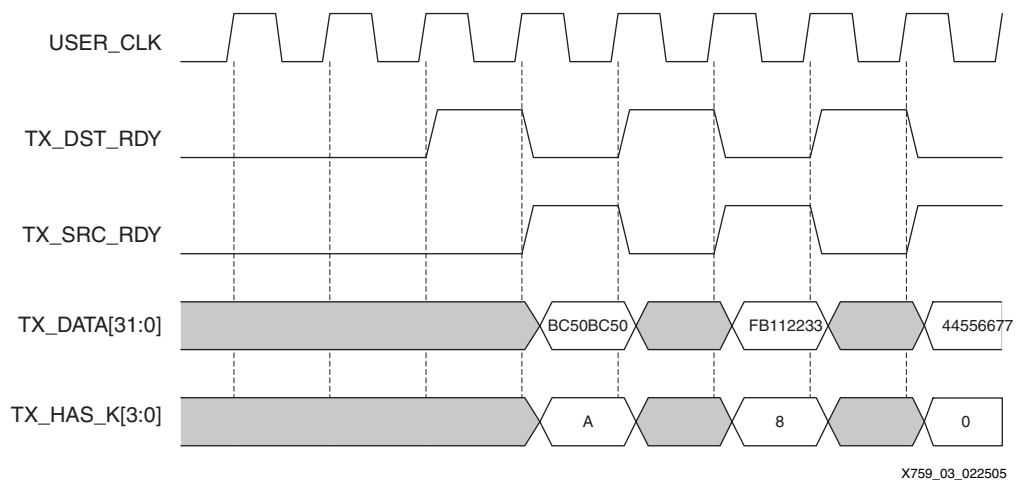 USER_CLK
TX_DST_RDY
TX_SRC_RDY
TX_DATA[31:0] BC50BC50 FB112233 44556677
TX_HAS_K[3:0] A 8 0
X759_03_022505